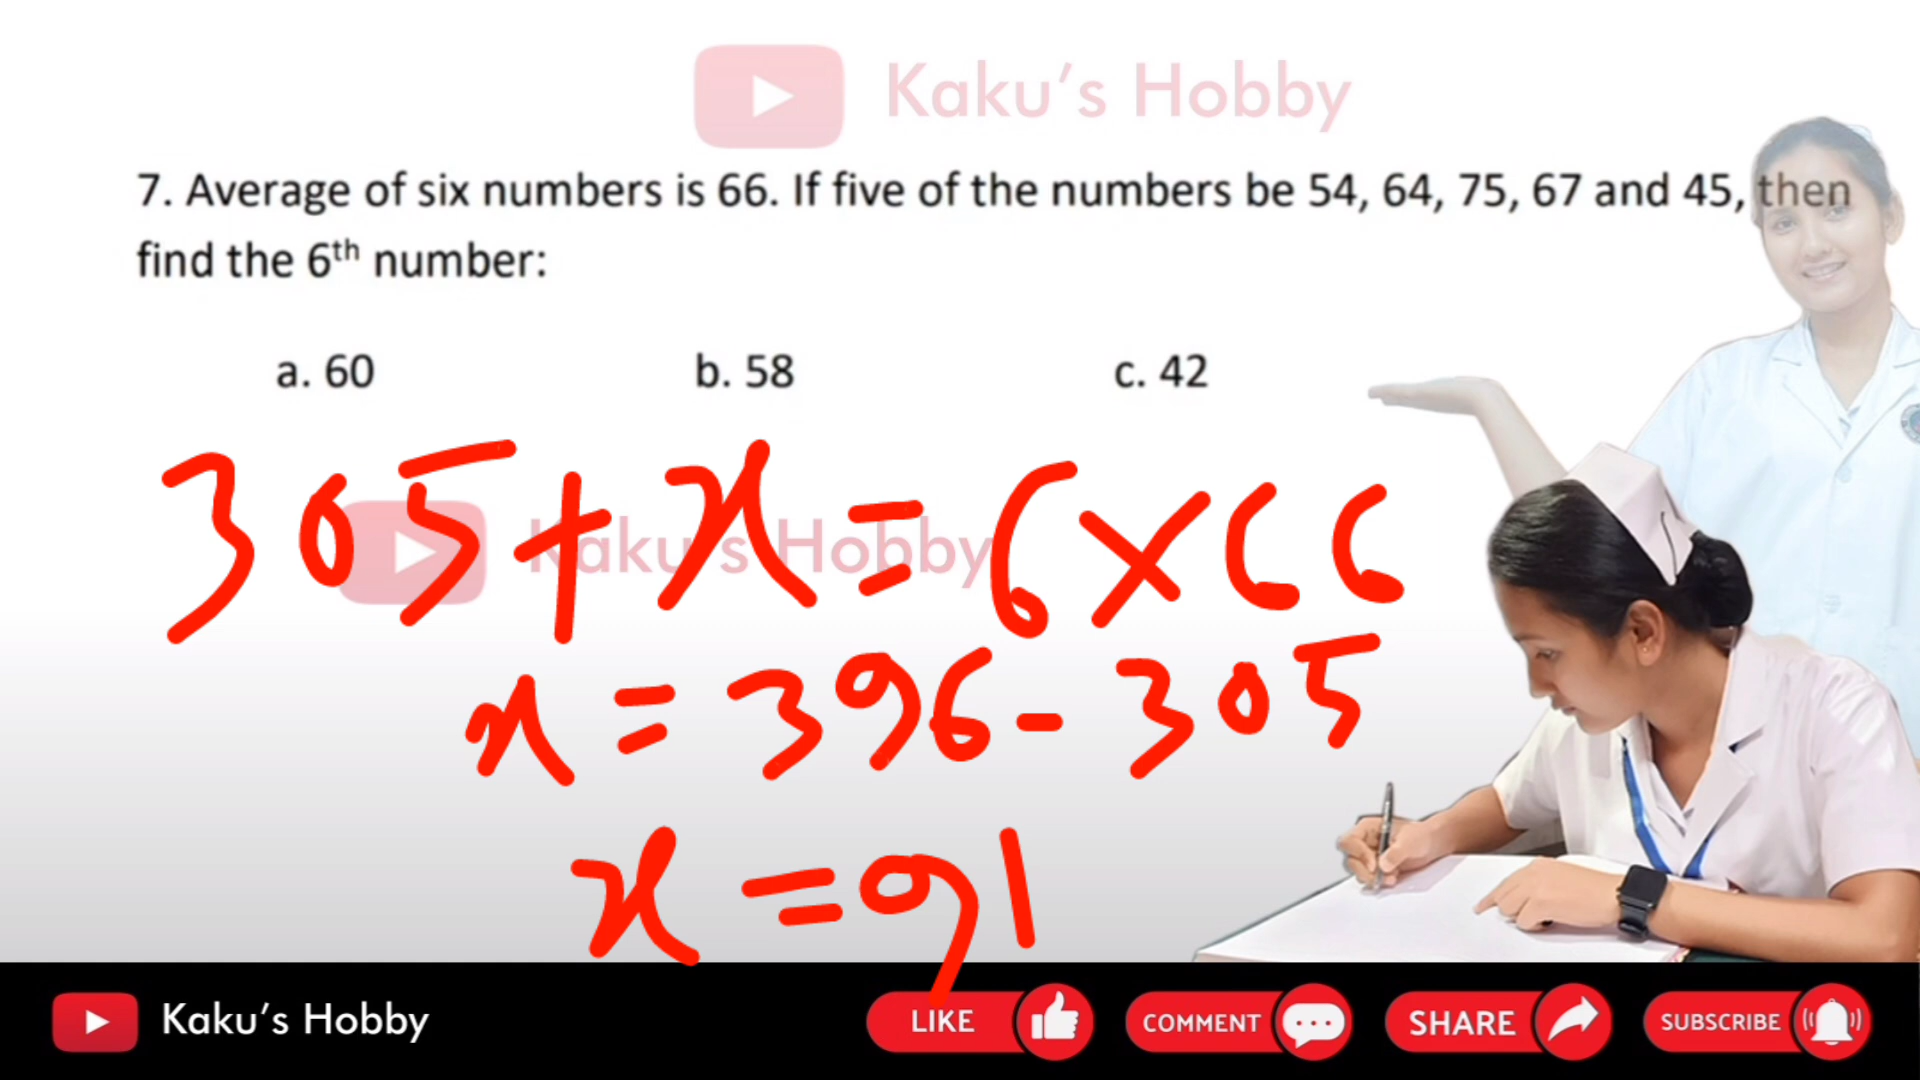 Kaku's Hobby
7. Average of six numbers is 66. If five of the numbers be 54, 64, 75, 67 and 45, then
find the 6th number:
a. 60 b. 58 c. 42
305+x=6×66
Kaku's Hobby
x=396-305
x=91
Kaku's Hobby LIKE COMMENT SHARE SUBSCRIBE